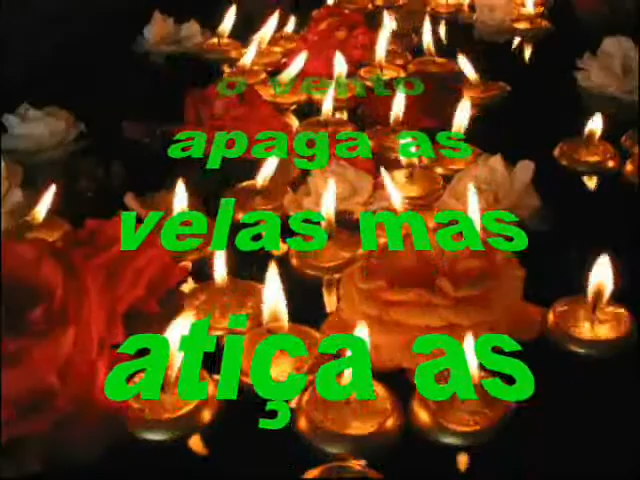 o vento
apaga as
velas mas
atiça as